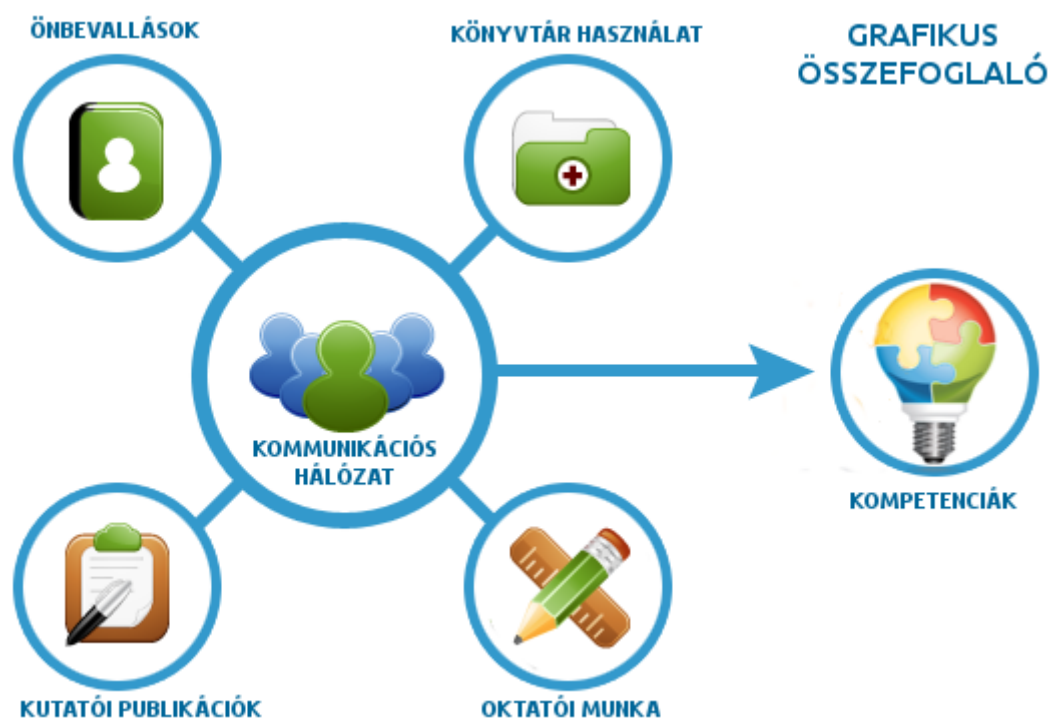 ÖNBEVALLÁSOK
KÖNYVTÁR HASZNÁLAT
GRAFIKUS
ÖSSZEFOGLALÓ
KOMMUNIKÁCIÓS
HÁLÓZAT
KOMPETENCIÁK
KUTATÓI PUBLIKÁCIÓK
OKTATÓI MUNKA